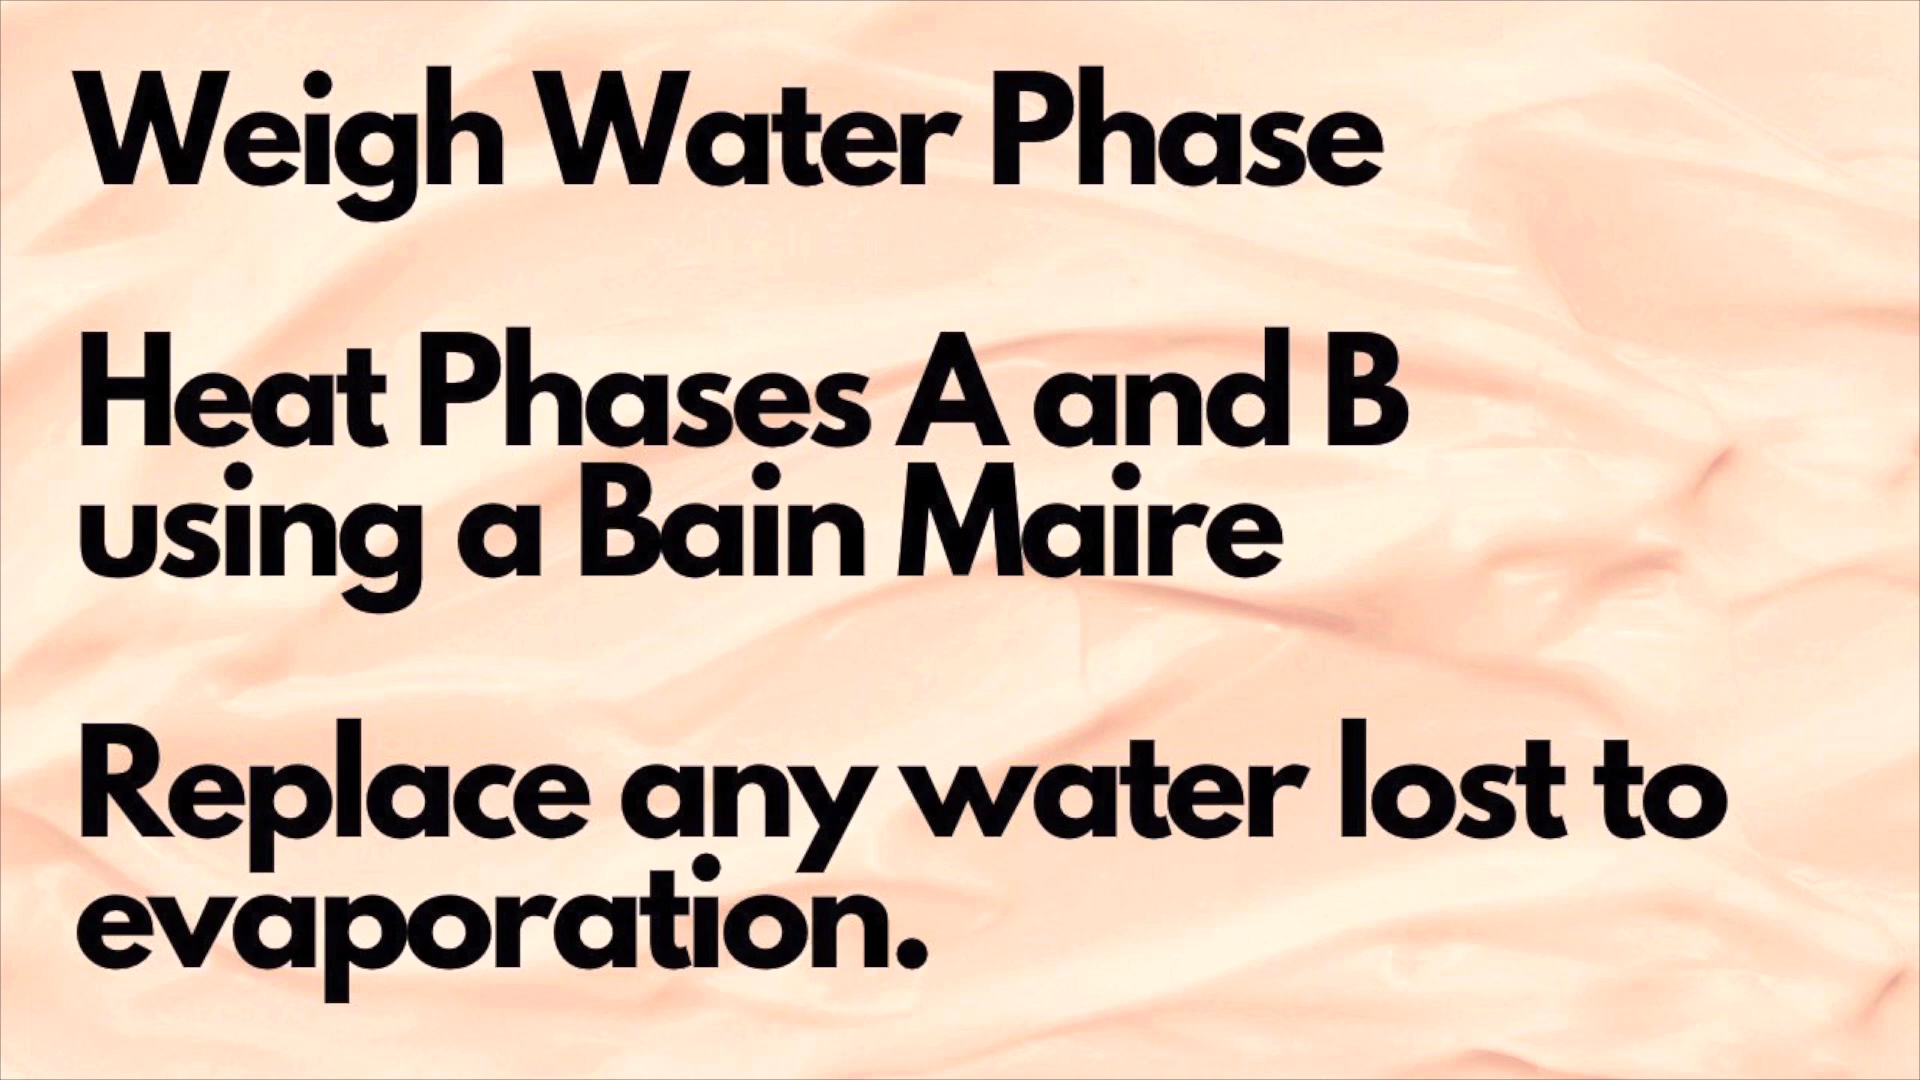 Weigh Water Phase
Heat Phases A and B
using a Bain Maire
Replace any water lost to
evaporation.